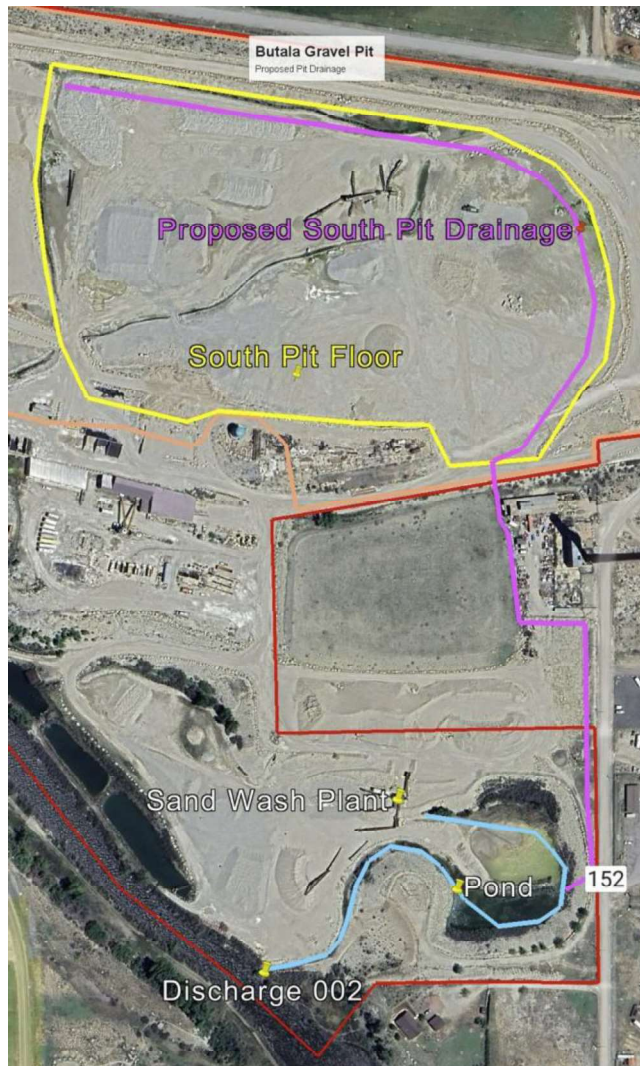 Butala Gravel Pit
Proposed Pit Drainage
Proposed South Pit Drainage
South Pit Floor
Sand Wash Plant
Pond
152
Discharge 002